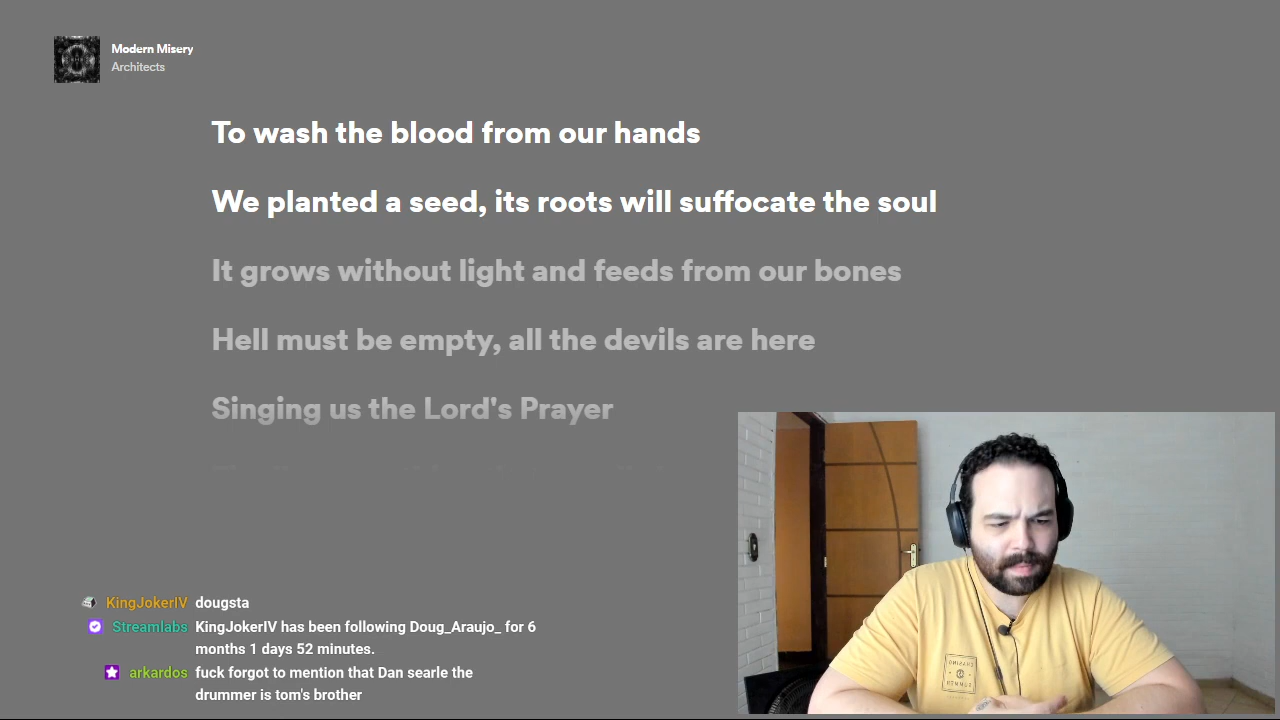 Modern Misery
Architects
To wash the blood from our hands
We planted a seed, its roots will suffocate the soul
It grows without light and feeds from our bones
Hell must be empty, all the devils are here
Singing us the Lord's Prayer
KingJokerIV dougsta
Streamlabs KingJokerIV has been following Doug_Araujo_ for 6
months 1 days 52 minutes.
arkardos fuck forgot to mention that Dan searle the
drummer is tom's brother